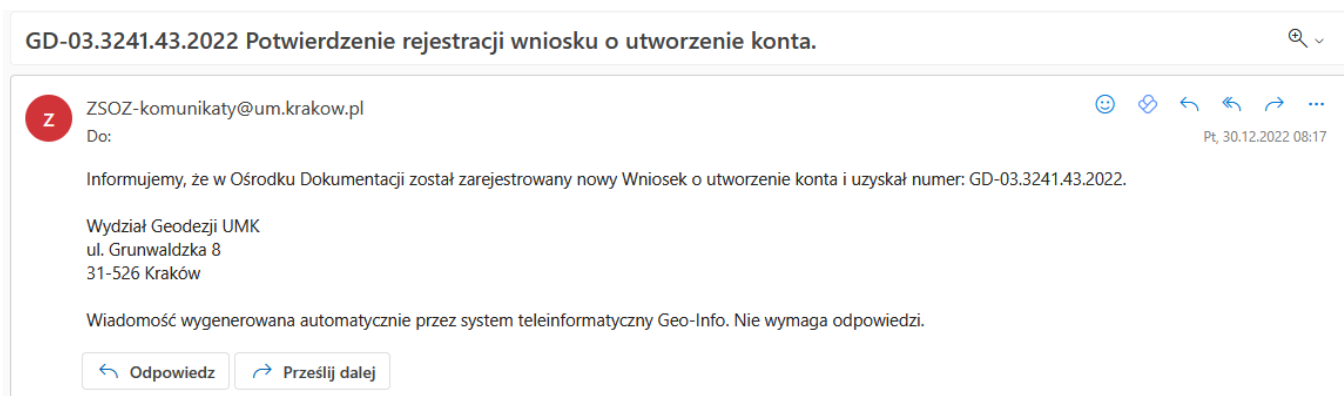 GD-03.3241.43.2022 Potwierdzenie rejestracji wniosku o utworzenie konta.
Z
ZSOZ-komunikaty@um.krakow.pl
Do:
Pt, 30.12.2022 08:17
Informujemy, że w Ośrodku Dokumentacji został zarejestrowany nowy Wniosek o utworzenie konta i uzyskał numer: GD-03.3241.43.2022.
Wydział Geodezji UMK
ul. Grunwaldzka 8
31-526 Kraków
Wiadomość wygenerowana automatycznie przez system teleinformatyczny Geo-Info. Nie wymaga odpowiedzi.
Odpowiedz
Prześlij dalej